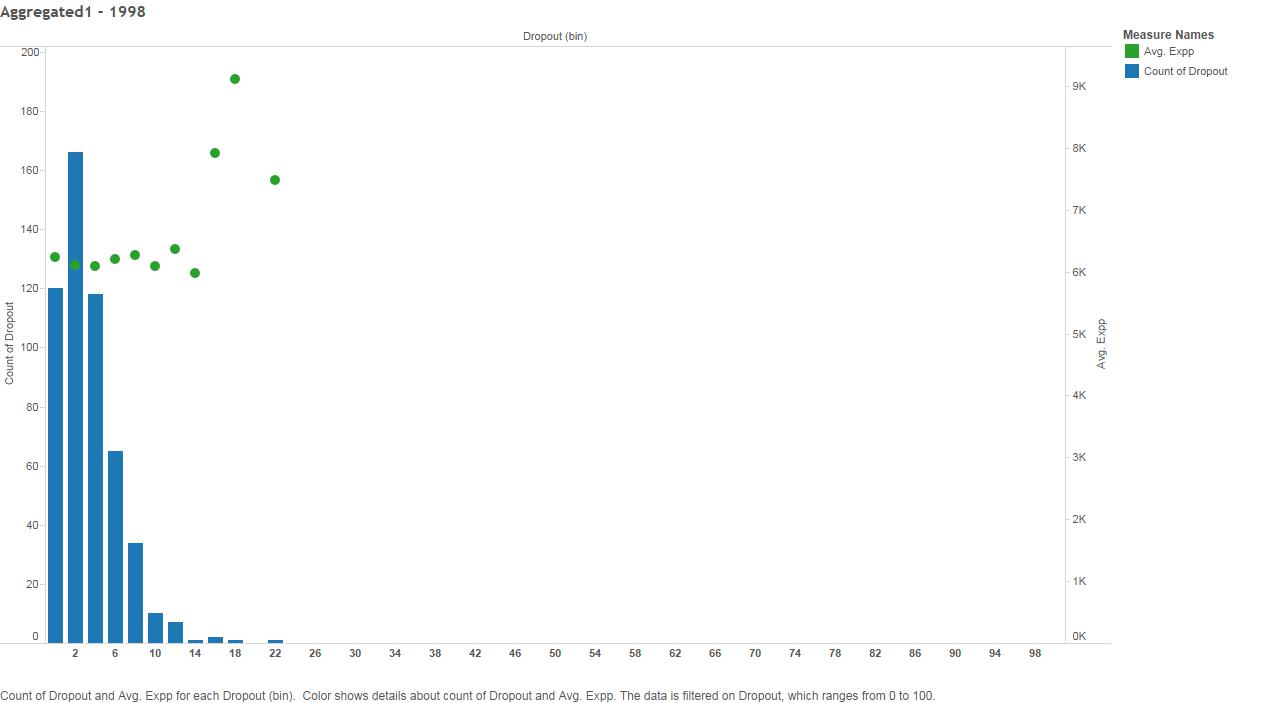 Aggregated1 - 1998
Dropout (bin)
Measure Names
Avg. Expp
Count of Dropout
200
180
160
140
120
100
80
60
40
20
0
Count of Dropout
9K
8K
7K
6K
5K
4K
3K
2K
1K
0K
Avg. Expp
2 6 10 14 18 22 26 30 34 38 42 46 50 54 58 62 66 70 74 78 82 86 90 94 98
Count of Dropout and Avg. Expp for each Dropout (bin).  Color shows details about count of Dropout and Avg. Expp. The data is filtered on Dropout, which ranges from 0 to 100.